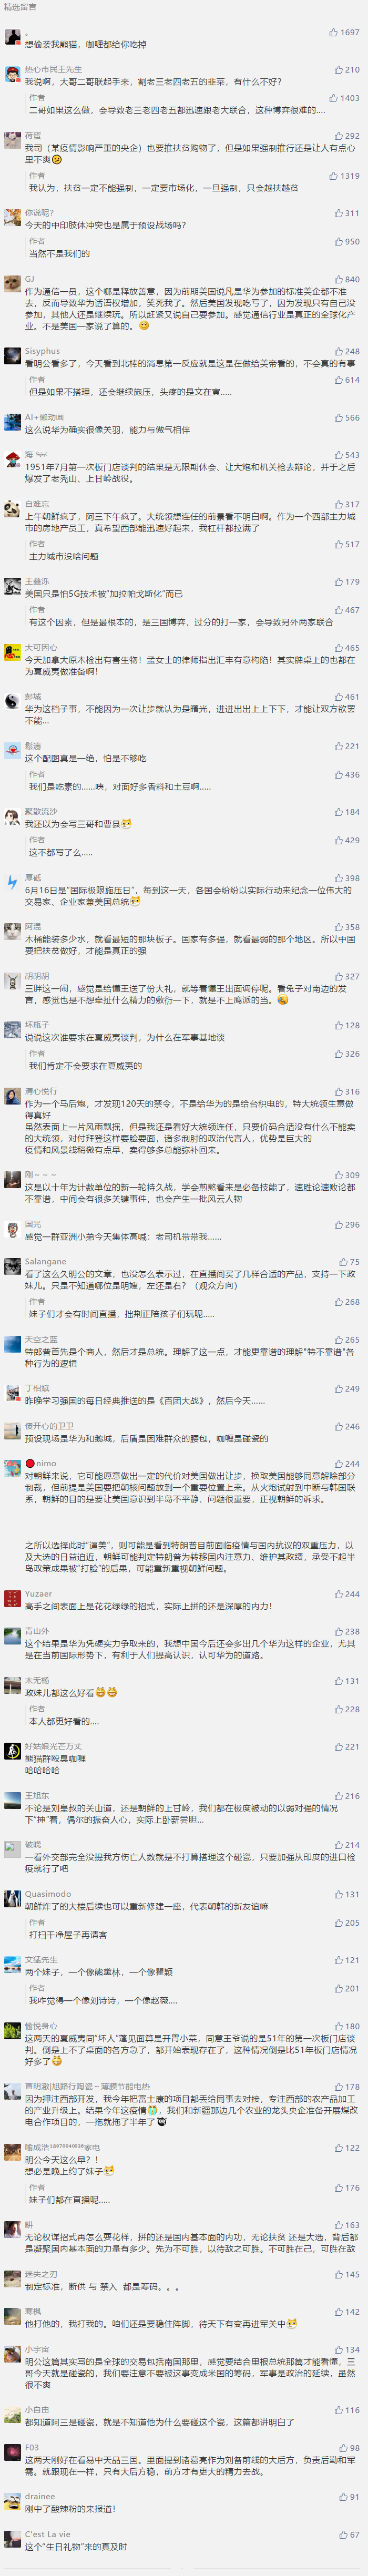 精选留言
。 1697
想偷袭我熊猫，咖喱都给你吃掉
热心市民王先生 210
我说啊，大哥二哥联起手来，割老三老四老五的韭菜，有什么不好？
作者 1403
二哥如果这么做，会导致老三老四老五都迅速跟老大联合，这种博弈很难的....
荷蛋 292
我司（某疫情影响严重的央企）也要推扶贫购物了，但是如果强制推行还是让人有点心
里不爽
作者 1319
我认为，扶贫一定不能强制，一定要市场化，一旦强制，只会越扶越贫
你说呢? 311
今天的中印肢体冲突也是属于预设战场吗？
作者 950
当然不是我们的
GJ 840
作为通信一员，这个哪是释放善意，因为前期美国说凡是华为参加的标准美企都不准
去，反而导致华为话语权增加，笑死我了。然后美国发现吃亏了，因为发现只有自己没
参加，其他人还是继续玩。所以赶紧又说自己要参加。感觉通信行业是真正的全球化产
业。不是美国一家说了算的。
Sisyphus 248
看明公看多了，今天看到北棒的消息第一反应就是这是在做给美帝看的，不会真的有事
作者 614
但是如果不搭理，还会继续施压，头疼的是文在寅.....
AI+懒动圆 566
这么说华为确实很像关羽，能力与傲气相伴
海 543
1951年7月第一次板门店谈判的结果是无限期休会、让大炮和机关枪去辩论，并于之后
爆发了老秃山、上甘岭战役。
自难忘 317
上午朝鲜疯了，阿三下午疯了。大统领想连任的前景看不明白啊。作为一个西部主力城
市的房地产员工，真希望西部能迅速好起来，我杠杆都拉满了
作者 517
主力城市没啥问题
王鑫泺 179
美国只是怕5G技术被“加拉帕戈斯化”而已
作者 467
有这个因素，但是最根本的，是三国博弈，过分的打一家，会导致另外两家联合
大可因心 465
今天加拿大原木检出有害生物！孟女士的律师指出汇丰有意构陷！其实牌桌上的也都在
为夏威夷做准备啊！
彭城 461
华为这档子事，不能因为一次让步就认为是曙光，进进出出上上下下，才能让双方欲罢
不能...
懿濤 221
这个配图真是一绝，怕是不够吃
作者 436
我们是吃素的......咦，对面好多香料和土豆啊.....
聚散流沙 184
我还以为会写三哥和曹县
作者 429
这不都写了么.....
厚砥 398
6月16日是“国际极限施压日”，每到这一天，各国会纷纷以实际行动来纪念一位伟大的
交易家、企业家兼美国总统
阿混 358
木桶能装多少水，就看最短的那块板子。国家有多强，就看最弱的那个地区。所以中国
要把扶贫做好，才能是真正的强
胡胡胡 327
三胖这一闹，感觉是给懂王送了份大礼，就等看懂王出面调停呢。看兔子对南边的发
言，感觉也是不想牵扯什么精力的敷衍一下，就是不上鹰派的当。
坏瓶子 128
说说这次谁要求在夏威夷谈判，为什么在军事基地谈
作者 326
我们肯定不会要求在夏威夷的
清心悦行 316
作为一个马后炮，才发现120天的禁令，不是给华为的是给台积电的，特大统领生意做
得真好
虽然表面上一片风雨飘摇，但是我还是看好大统领连任，只要价码合适没有什么不能卖
的大统领，对付拜登这样要脸要面，诸多制肘的政治代言人，优势是巨大的
疫情和风景线稍微有点早，卖得够多总能弥补回来。
刚－－－ 309
这是以十年为计数单位的新一轮持久战，学会煎熬看来是必备技能了，速胜论速败论都
不靠谱，中间会有很多关键事件，也会产生一批风云人物
国光 296
感觉一群亚洲小弟今天集体高喊：老司机带带我......
Salangane 75
看了这么久明公的文章，也没怎么表示过，在直播间买了几样合适的产品，支持一下政
妹儿。只是不知道哪位是明嫂，左还是右？（观众方向）
作者 268
妹子们才会有时间直播，拙荆正陪孩子们玩呢.....
天空之蓝 265
特郎普首先是个商人，然后才是总统。理解了这一点，才能更靠谱的理解"特不靠谱"各
种行为的逻辑
丁相斌 249
昨晚学习强国的每日经典推送的是《百团大战》，然后今天......
傻开心的卫卫 246
预设现场是华为和鹅城，后盾是困难群众的腰包，咖喱是碰瓷的
nimo 244
对朝鲜来说，它可能愿意做出一定的代价对美国做出让步，换取美国能够同意解除部分
制裁，但前提是美国要把朝核问题放到一个重要位置上来。从火炮试射到中断与韩国联
系，朝鲜的目的是要让美国意识到半岛不平静、问题很重要，正视朝鲜的诉求。
之所以选择此时“逼美”，则可能是看到特朗普目前面临疫情与国内抗议的双重压力，以
及大选的日益迫近，朝鲜可能判定特朗普为转移国内注意力、维护其政绩，承受不起半
岛政策成果被“打脸”的后果，可能重新重视朝鲜问题。
Yuzaer 244
高手之间表面上是花花绿绿的招式，实际上拼的还是深厚的内力！
青山外 238
这个结果是华为凭硬实力争取来的，我想中国今后还会多出几个华为这样的企业，尤其
是在当前国际形势下，有利于人们提高认识，认可华为的道路。
木无杨 131
政妹儿都这么好看
作者 228
本人都更好看的....
好姑娘光芒万丈 221
熊猫群殴臭咖喱
哈哈哈哈
王旭东 216
不论是刘皇叔的关山道，还是朝鲜的上甘岭，我们都在极度被动的以弱对强的情况
下“抻”着，偶尔的振奋人心，实际上卧薪尝胆...
破晓 214
一看外交部完全没提我方伤亡人数就是不打算搭理这个碰瓷，只要加强从印度的进口检
疫就行了吧
Quasimodo 131
朝鲜炸了的大楼后续也可以重新修建一座，代表朝韩的新友谊嘛
作者 205
打扫干净屋子再请客
文猛先生 121
两个妹子，一个像熊黛林，一个像翟颖
作者 201
我咋觉得一个像刘诗诗，一个像赵薇....
愉悦身心 180
这两天的夏威夷同“坏人”蓬见面算是开胃小菜，同意王爷说的是51年的第一次板门店谈
判。倒是上不了桌面的各方急了，都开始表现存在了，这种情况倒是比51年板门店情况
好多了
曹明澈|旭路行陶瓷－薄膜节能电热 178
因为押注西部开发，我今年把富士康的项目都丢给同事去对接，专注西部的农产品加工
的产业升级上。结果今年这疫情，我们和新疆那边几个农业的龙头央企准备开展煤改
电合作项目的，一拖就拖了半年了
喻成浩¹⁸⁸⁷⁰⁰⁶⁰⁰²⁸家电 122
明公今天这么早？！
想必是晚上约了妹子
作者 176
妹子们都在直播呢.....
鼾 163
无论权谋招式再怎么耍花样，拼的还是国内基本面的内功，无论扶贫 还是大选，背后都
是凝聚国内基本面的力量有多少。先为不可胜，以待敌之可胜。不可胜在己，可胜在敌
迷失之刃 145
制定标准，断供 与 禁入 都是筹码。。。
寒枫 142
他打他的，我打我的。咱们还是要稳住阵脚，待天下有变再进军关中
小宇宙 134
明公这篇其实写的是全球的交易包括南国那里，感觉要结合里根总统那篇才能看懂，三
哥今天就是碰瓷的，我们要注意不要被这事变成米国的筹码，军事是政治的延续，虽然
很不爽
小自由 116
都知道阿三是碰瓷，就是不知道他为什么要碰这个瓷，这篇都讲明白了
F03 98
这两天刚好在看易中天品三国。里面提到诸葛亮作为刘备前线的大后方，负责后勤和军
需。就跟现在一样，只有大后方稳，前方才有更大的精力去战。
drainee 91
刚中了酸辣粉的来报道！
C'est La vie 67
这个“生日礼物”来的真及时